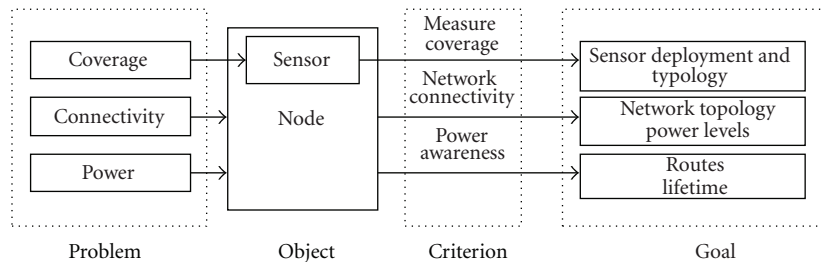 Coverage
Connectivity
Power
Problem
Sensor
Node
Object
Measure
coverage
Network
connectivity
Power
awareness
Criterion
Sensor deployment and
typology
Network topology
power levels
Routes
lifetime
Goal